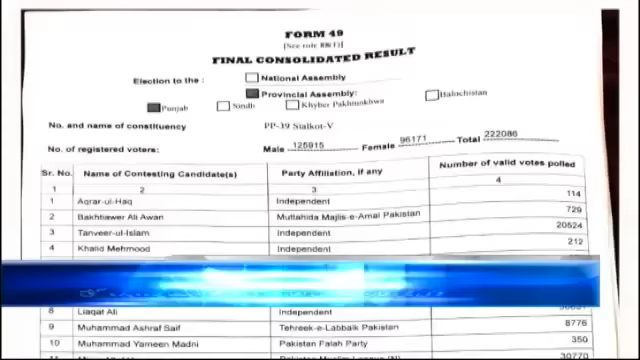 FORM 49
[See rule 88(F)]
FINAL CONSOLIDATED RESULT
Election to the : National Assembly
Provincial Assembly:
Punjab Sindh Khyber Pakhtunkhwa Balochistan
No. and name of constituency PP-39 Sialkot-V
No. of registered voters: Male 125915 Female 96171 Total 222086
Sr. No. Name of Contesting Candidate(s) Party Affiliation, if any Number of valid votes polled
1 2 3 4
1 Aqrar-ul-Haq Independent 114
2 Bakhtiawer Ali Awan Muttahida Majlis-e-Amal Pakistan 729
3 Tanveer-ul-Islam Independent 20524
4 Khalid Mehmood Independent 212
8 Liaqat Ali Independent
9 Muhammad Ashraf Saif Tehreek-e-Labbaik Pakistan 8776
10 Muhammad Yameen Madni Pakistan Falah Party 350
30770